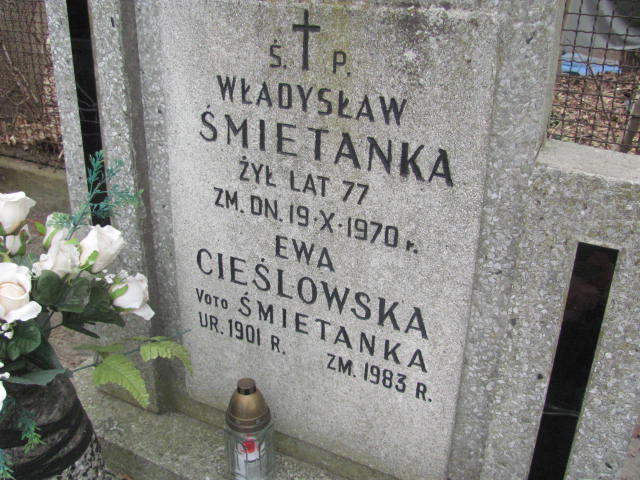 Ś. P.
WŁADYSŁAW
ŚMIETANKA
ŻYŁ LAT 77
ZM. DN. 19·X·1970 r.
EWA
CIEŚLOWSKA
Voto ŚMIETANKA
UR. 1901 R. ZM. 1983 R.